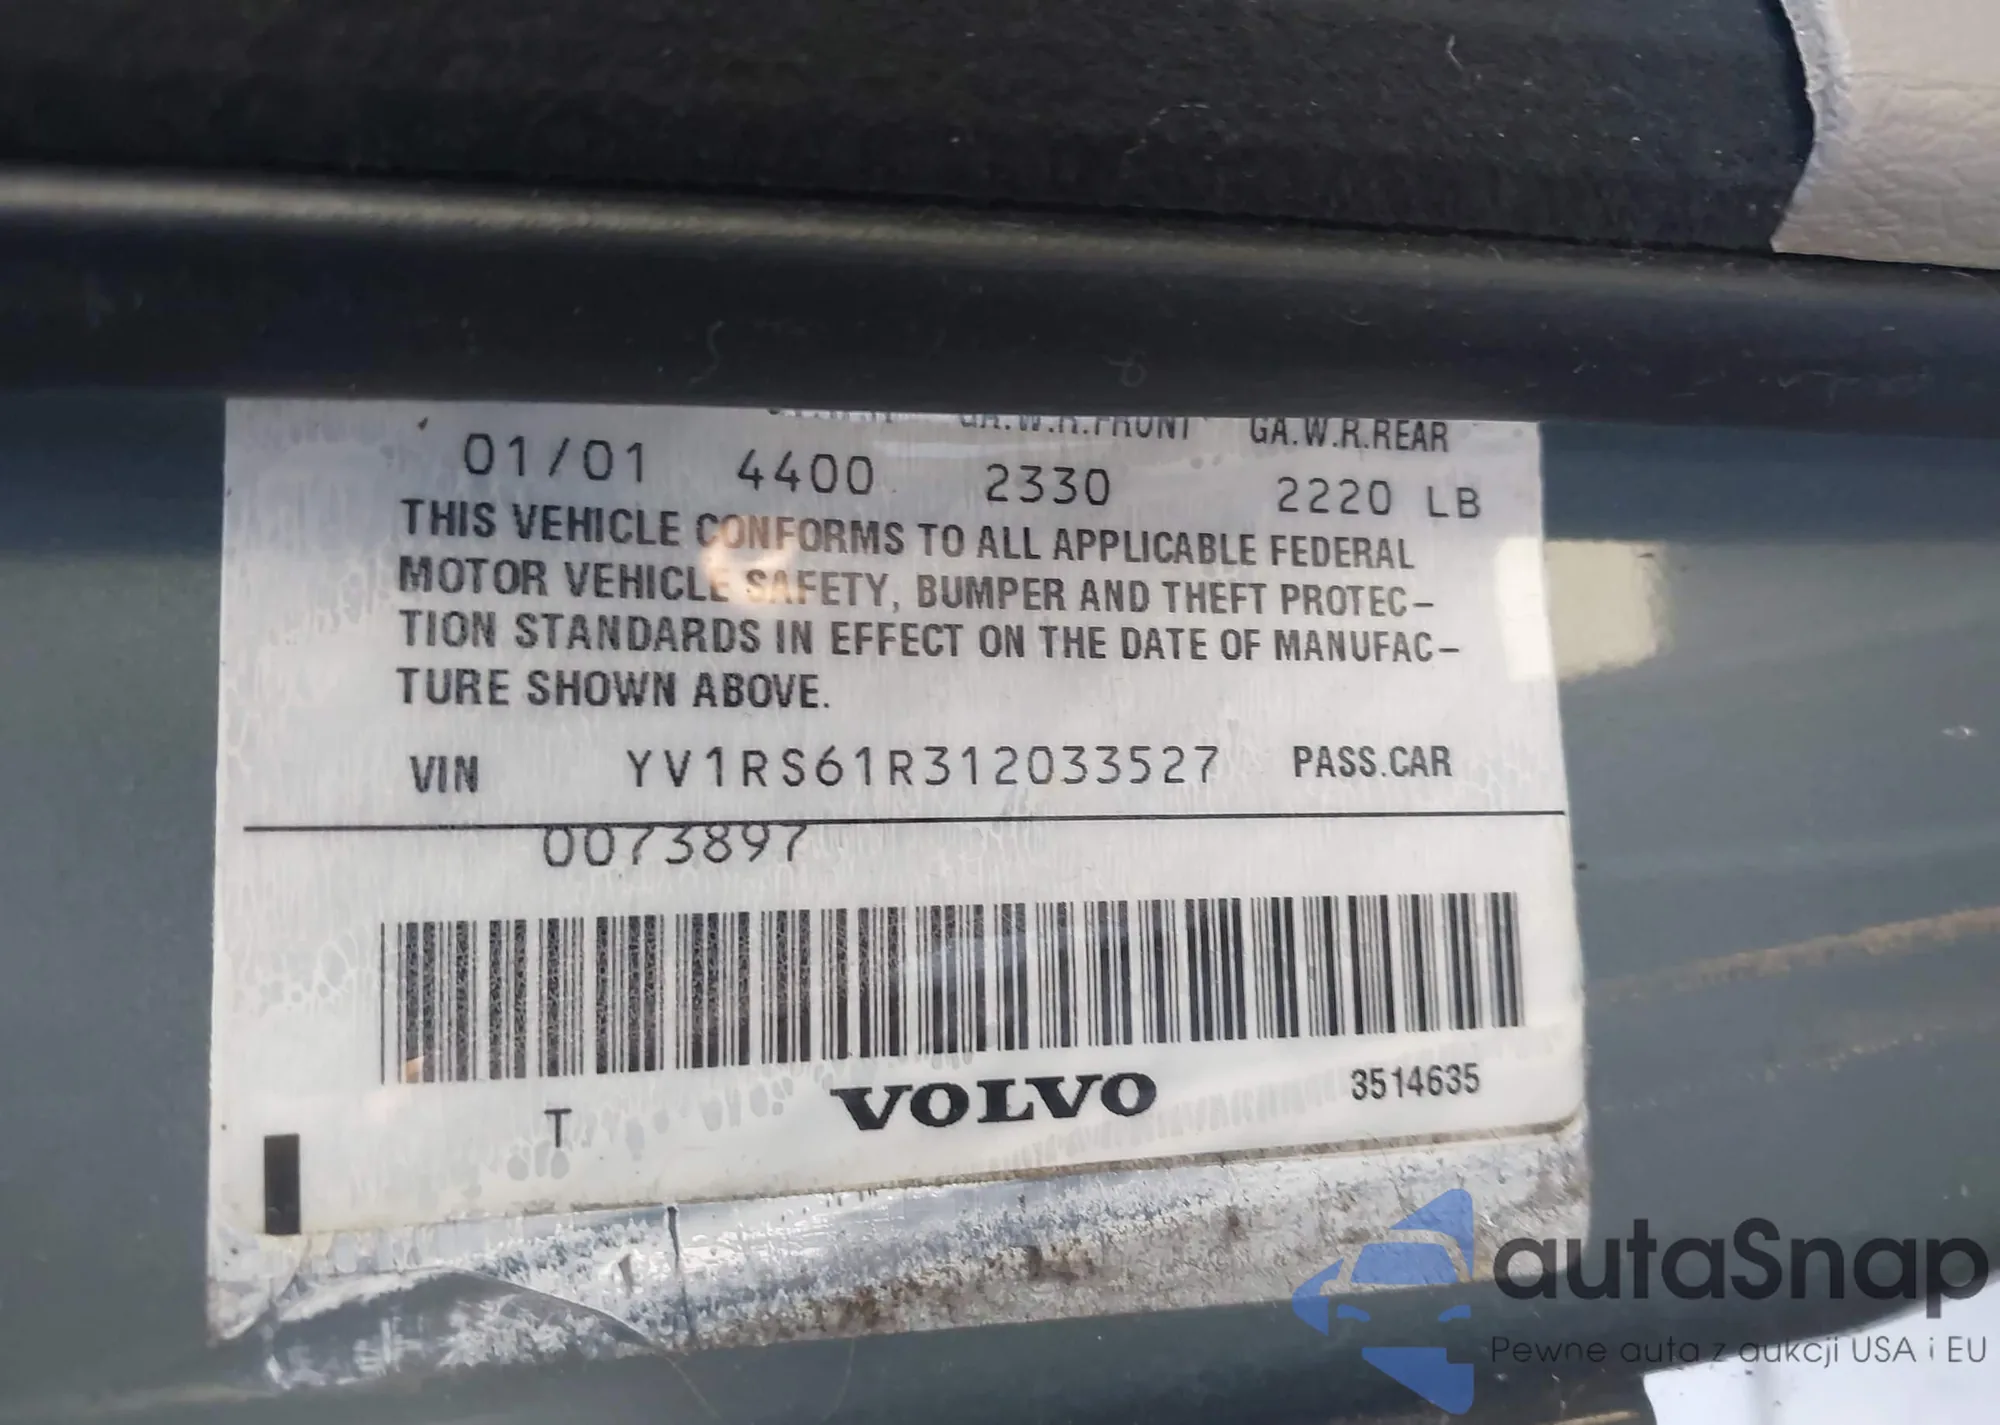 GA.W.R.FRONT GA.W.R.REAR
01/01 4400 2330 2220 LB
THIS VEHICLE CONFORMS TO ALL APPLICABLE FEDERAL
MOTOR VEHICLE SAFETY, BUMPER AND THEFT PROTEC-
TION STANDARDS IN EFFECT ON THE DATE OF MANUFAC-
TURE SHOWN ABOVE.
VIN YV1RS61R312033527 PASS.CAR
0073897
T VOLVO 3514635
autaSnap
Pewne auta z aukcji USA i EU